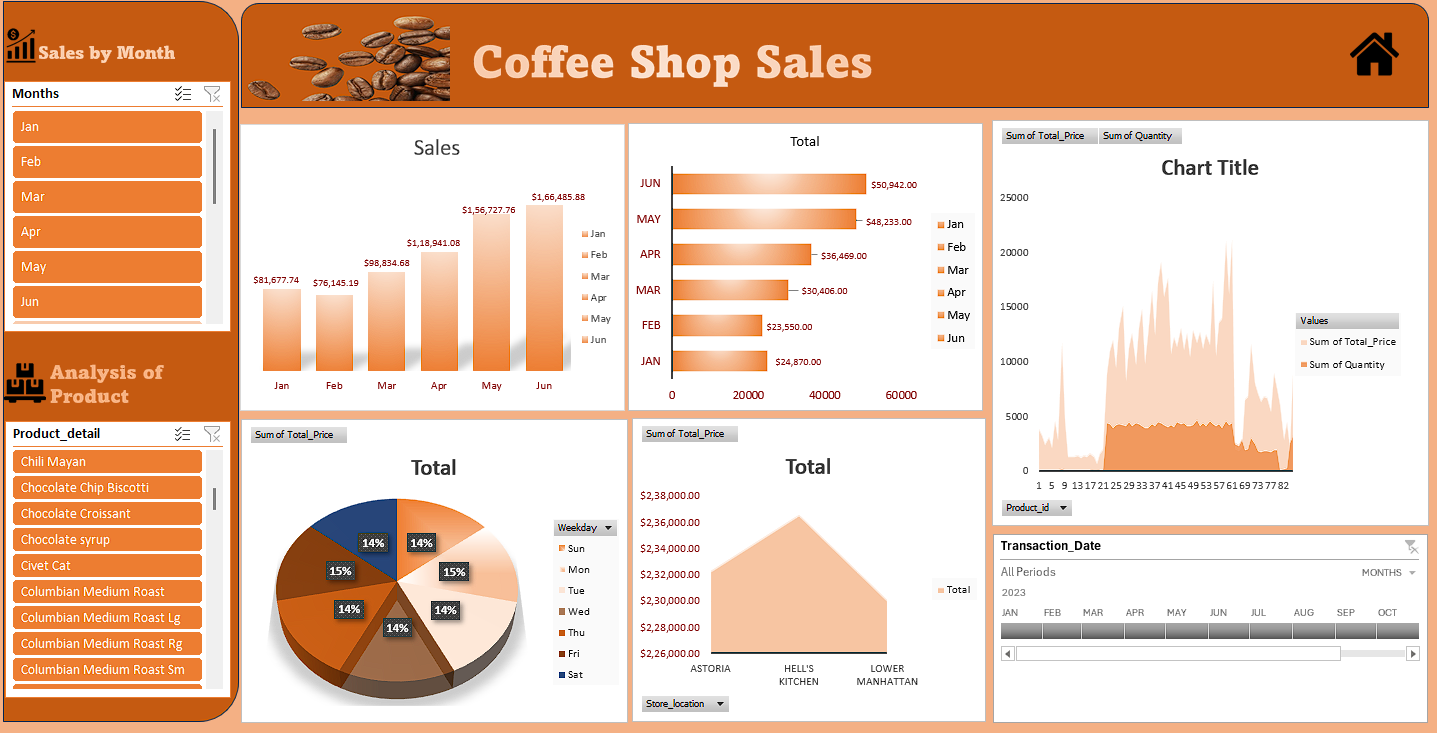 Sales by Month
Months
Jan
Feb
Mar
Apr
May
Jun
Analysis of
Product
Product_detail
Chili Mayan
Chocolate Chip Biscotti
Chocolate Croissant
Chocolate syrup
Civet Cat
Columbian Medium Roast
Columbian Medium Roast Lg
Columbian Medium Roast Rg
Columbian Medium Roast Sm
Coffee Shop Sales
Sales
$1,66,485.88
$1,56,727.76
$1,18,941.08
$98,834.68
$81,677.74
$76,145.19
Jan
Feb
Mar
Apr
May
Jun
Jan Feb Mar Apr May Jun
Total
JUN $50,942.00
MAY $48,233.00
APR $36,469.00
MAR $30,406.00
FEB $23,550.00
JAN $24,870.00
0 20000 40000 60000
Jan
Feb
Mar
Apr
May
Jun
Sum of Total_Price Sum of Quantity
Chart Title
25000
20000
15000
10000
5000
0
1 5 9 13 17 21 25 29 33 37 41 45 49 53 57 61 65 69 73 77 82
Values
Sum of Total_Price
Sum of Quantity
Product_id
Sum of Total_Price
Total
14% 14%
15% 15%
14% 14%
14%
Weekday
Sun
Mon
Tue
Wed
Thu
Fri
Sat
Sum of Total_Price
Total
$2,38,000.00
$2,36,000.00
$2,34,000.00
$2,32,000.00
$2,30,000.00
$2,28,000.00
$2,26,000.00
ASTORIA HELL'S LOWER
KITCHEN MANHATTAN
Total
Store_location
Transaction_Date
All Periods MONTHS
2023
JAN FEB MAR APR MAY JUN JUL AUG SEP OCT